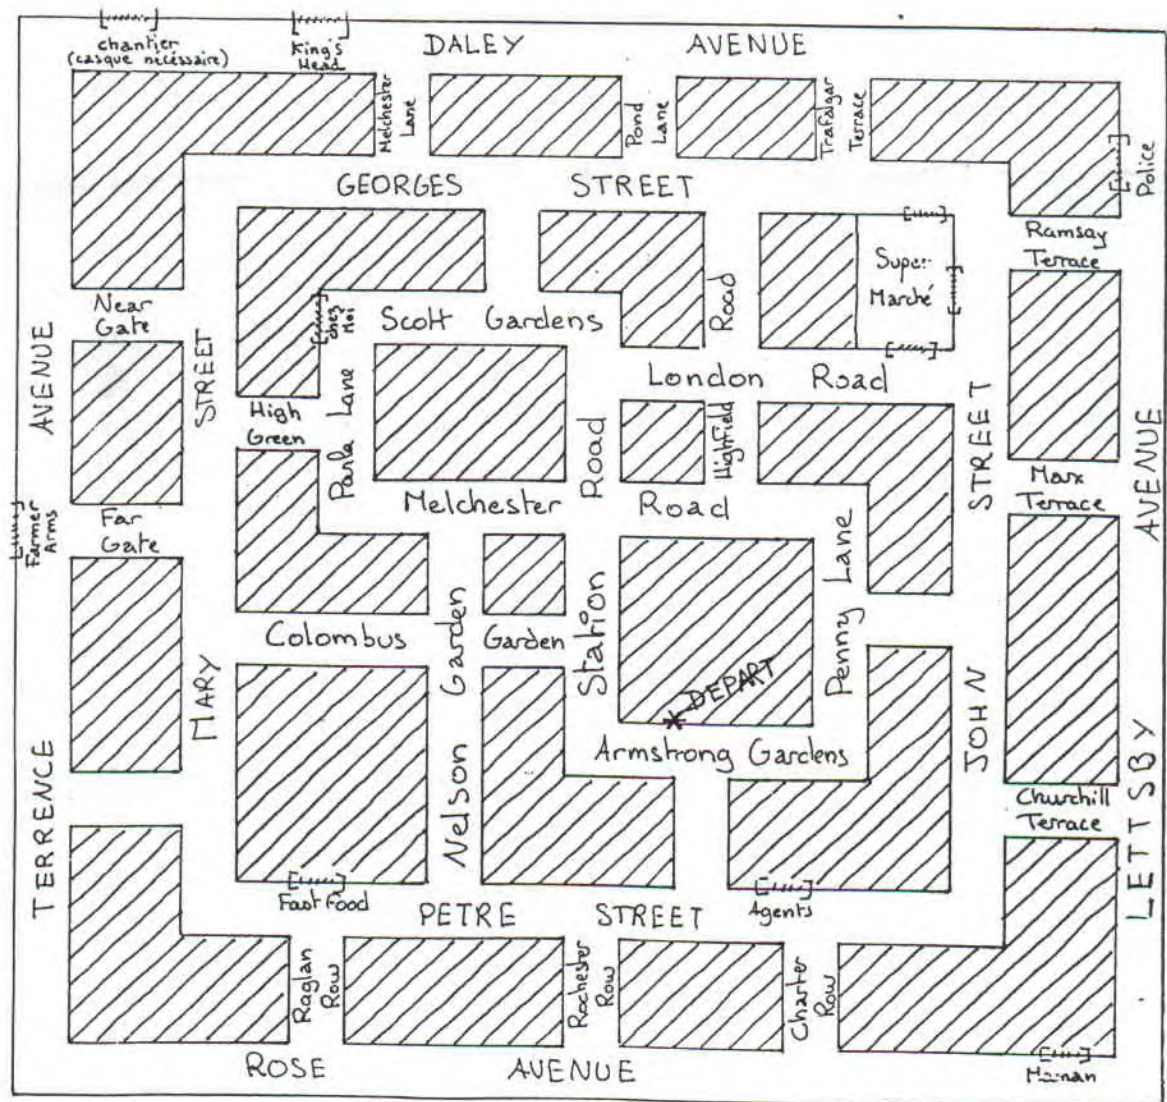 chantier
(casque nécessaire)
King's
Head
DALEY AVENUE
Melchester
Lane
Pond
Lane
Trafalgar
Terrace
Police
GEORGES STREET
Ramsay
Terrace
Super
Marché
Near
Gate
chez Moi
Scott Gardens
Road
London Road
AVENUE
STREET
High
Green
Park Lane
Highfield
STREET
Marx
Terrace
AVENUE
Melchester Road
Road
Farmer
Arms
Far
Gate
Penny Lane
Colombus Garden
Garden
Station
DEPART
MARY
Armstrong Gardens
JOHN
Nelson
Churchill
Terrace
TERRENCE
LETTSBY
Fast Food
PETRE STREET
Agents
Raglan
Row
Rochester
Row
Charter
Row
ROSE AVENUE
Maman